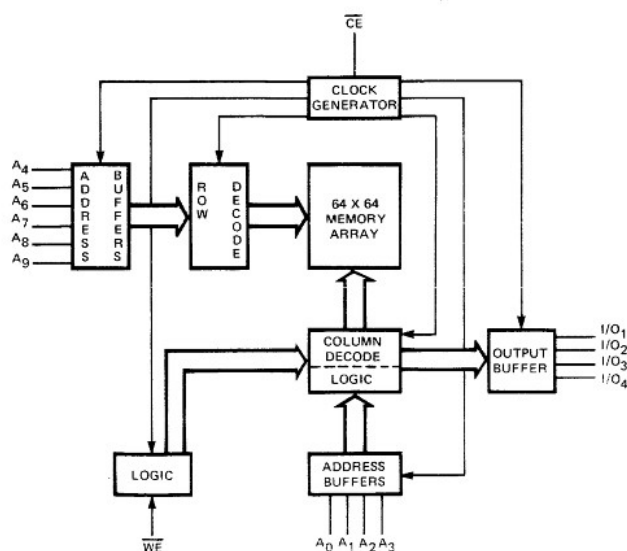 CE
CLOCK
GENERATOR
A4
A5
A6
A7
A8
A9
ADDRESS
BUFFERS
ROW
DECODE
64 X 64
MEMORY
ARRAY
COLUMN
DECODE
LOGIC
OUTPUT
BUFFER
I/O1
I/O2
I/O3
I/O4
LOGIC
ADDRESS
BUFFERS
WE
A0 A1 A2 A3